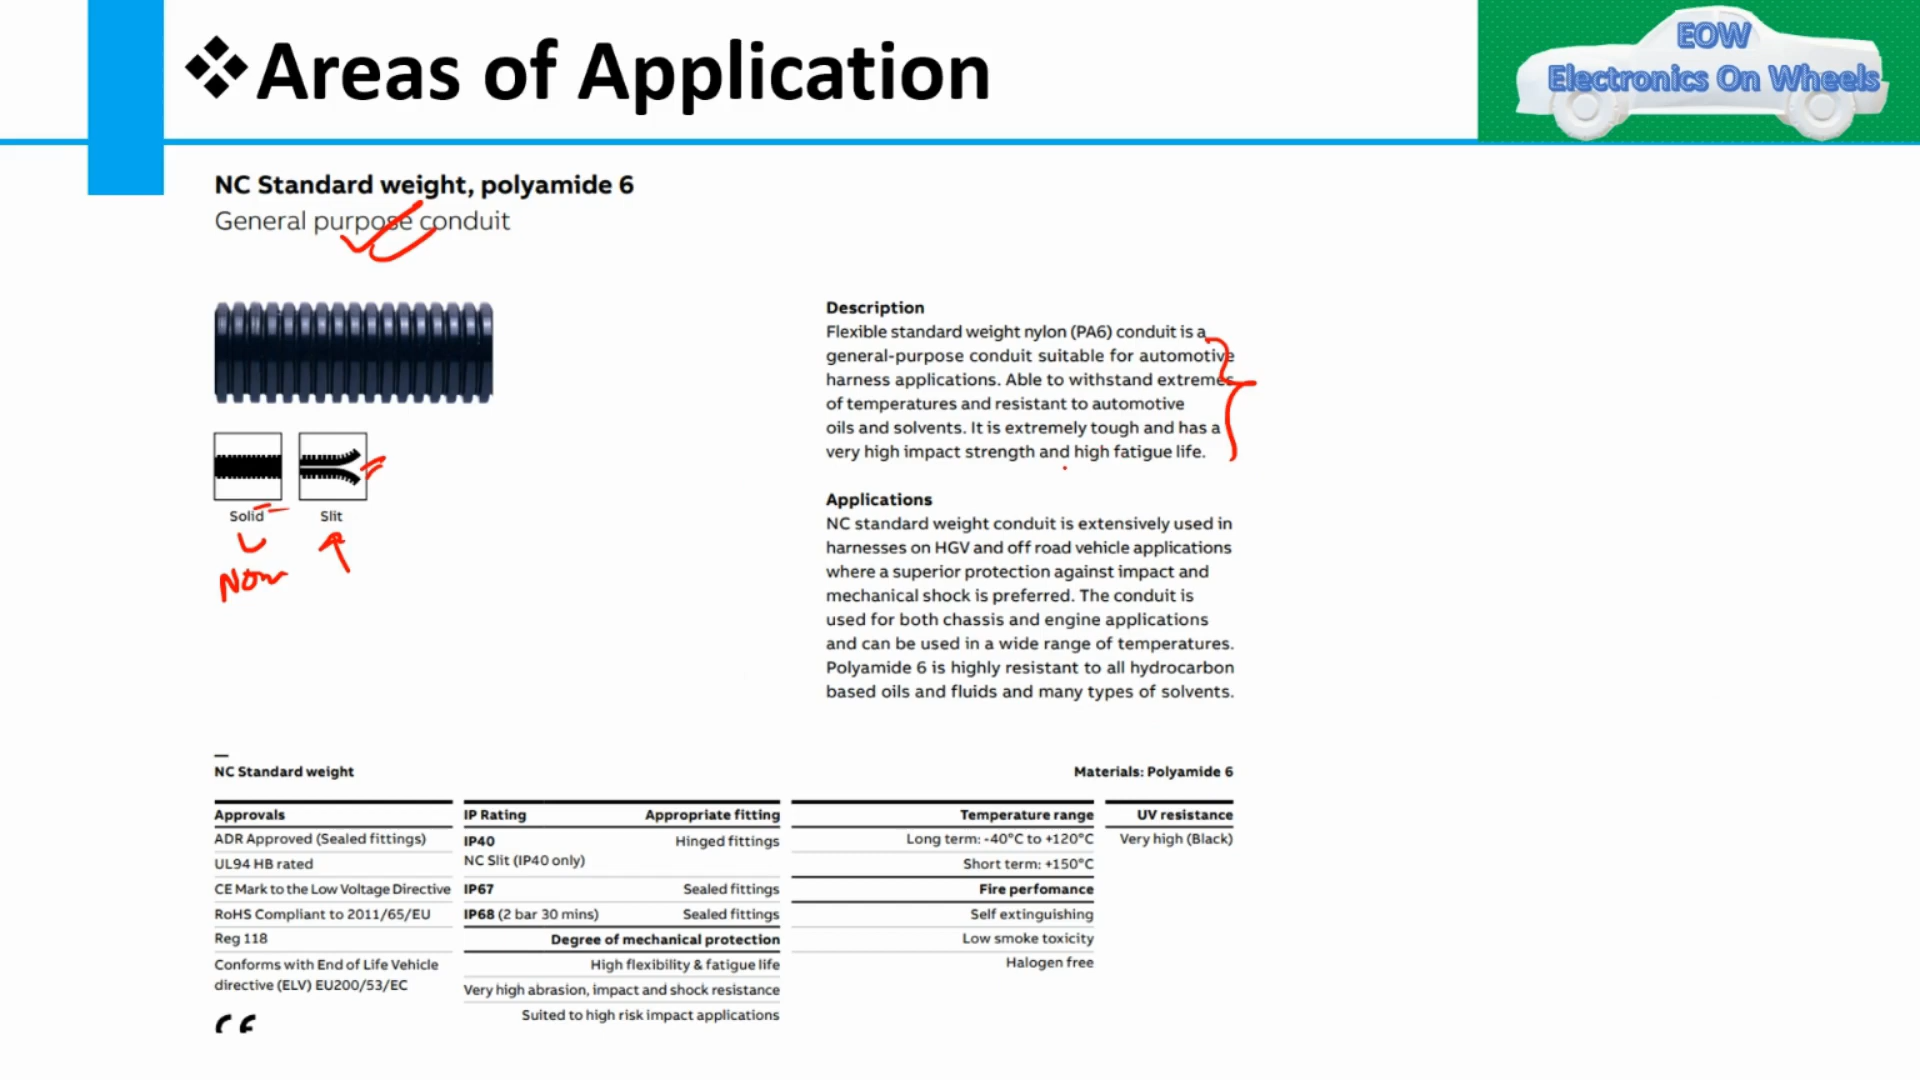 ❖Areas of Application
EOW
Electronics On Wheels
NC Standard weight, polyamide 6
General purpose conduit
Solid
Slit
Non
Description
Flexible standard weight nylon (PA6) conduit is a
general-purpose conduit suitable for automotive
harness applications. Able to withstand extremes
of temperatures and resistant to automotive
oils and solvents. It is extremely tough and has a
very high impact strength and high fatigue life.
Applications
NC standard weight conduit is extensively used in
harnesses on HGV and off road vehicle applications
where a superior protection against impact and
mechanical shock is preferred. The conduit is
used for both chassis and engine applications
and can be used in a wide range of temperatures.
Polyamide 6 is highly resistant to all hydrocarbon
based oils and fluids and many types of solvents.
NC Standard weight
Materials: Polyamide 6
Approvals
ADR Approved (Sealed fittings)
UL94 HB rated
CE Mark to the Low Voltage Directive
RoHS Compliant to 2011/65/EU
Reg 118
Conforms with End of Life Vehicle
directive (ELV) EU200/53/EC
CE
IP Rating Appropriate fitting
IP40 Hinged fittings
NC Slit (IP40 only)
IP67 Sealed fittings
IP68 (2 bar 30 mins) Sealed fittings
Degree of mechanical protection
High flexibility & fatigue life
Very high abrasion, impact and shock resistance
Suited to high risk impact applications
Temperature range
Long term: -40°C to +120°C
Short term: +150°C
Fire perfomance
Self extinguishing
Low smoke toxicity
Halogen free
UV resistance
Very high (Black)